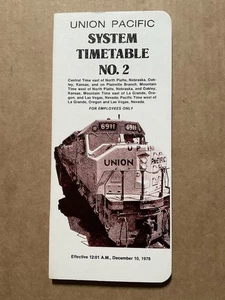 UNION PACIFIC
SYSTEM
TIMETABLE
NO. 2
Central Time east of North Platte, Nebraska, Oak-
ley, Kansas, and on Plainville Branch. Mountain
Time west of North Platte, Nebraska, and Oakley,
Kansas. Mountain Time east of La Grande, Ore-
gon, and Las Vegas, Nevada. Pacific Time west of
La Grande, Oregon and Las Vegas, Nevada.
FOR EMPLOYEES ONLY
6911
6911
UNION
Effective 12:01 A.M., December 10, 1978